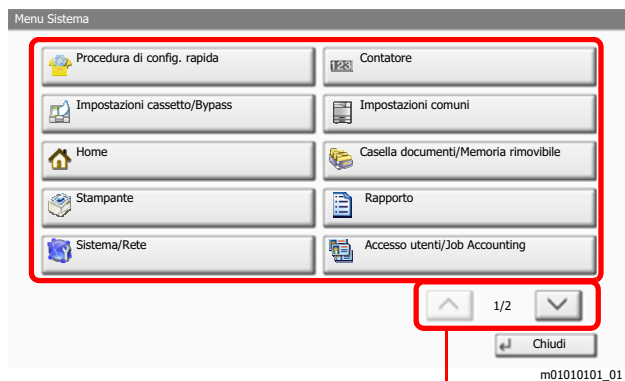 Menu Sistema
Procedura di config. rapida
123 Contatore
Impostazioni cassetto/Bypass
Impostazioni comuni
Home
Casella documenti/Memoria rimovibile
Stampante
Rapporto
Sistema/Rete
Accesso utenti/Job Accounting
1/2
Chiudi
m01010101_01